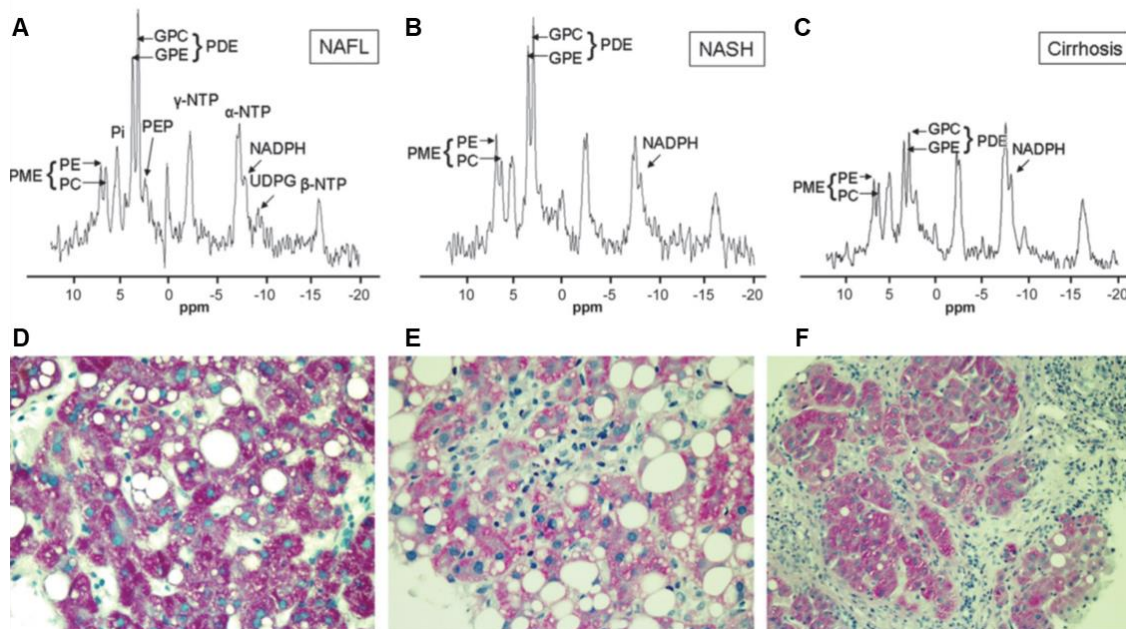 A
NAFL
GPC
GPE
} PDE
γ-NTP
α-NTP
Pi
PEP
NADPH
PME { PE
PC
UDPG
β-NTP
10 5 0 -5 -10 -15 -20
ppm
B
NASH
GPC
GPE
} PDE
PME { PE
PC
NADPH
10 5 0 -5 -10 -15 -20
ppm
C
Cirrhosis
GPC
GPE
} PDE
NADPH
PME { PE
PC
10 5 0 -5 -10 -15 -20
ppm
D
E
F